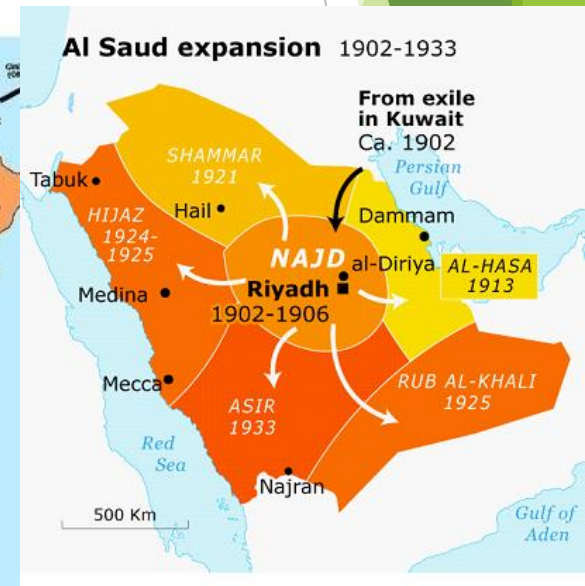 Al Saud expansion 1902-1933
From exile
in Kuwait
Ca. 1902
Persian
Gulf
SHAMMAR
1921
Tabuk
Hail
Dammam
HIJAZ
1924-
1925
NAJD
al-Diriya
AL-HASA
1913
Riyadh
1902-1906
Medina
Mecca
RUB AL-KHALI
1925
ASIR
1933
Red
Sea
Najran
500 Km
Gulf of
Aden